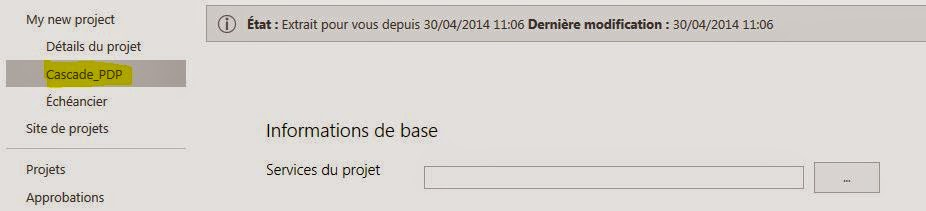 My new project
Détails du projet
Cascade_PDP
Échéancier
Site de projets
Projets
Approbations
État : Extrait pour vous depuis 30/04/2014 11:06 Dernière modification : 30/04/2014 11:06
Informations de base
Services du projet
...